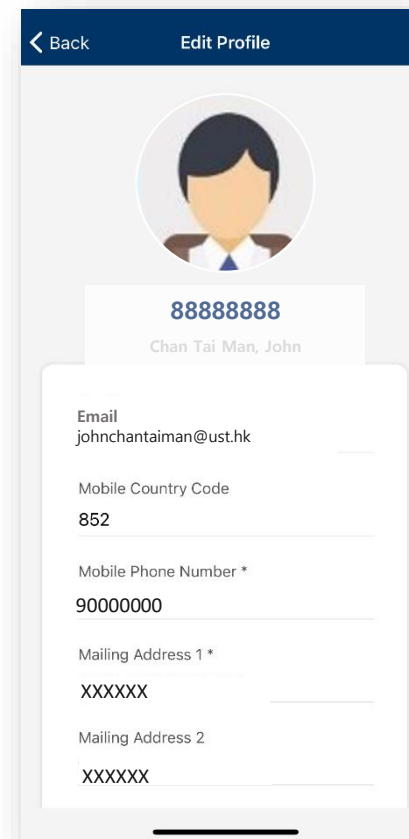 Back
Edit Profile
88888888
Chan Tai Man, John
Email
johnchantaiman@ust.hk
Mobile Country Code
852
Mobile Phone Number *
90000000
Mailing Address 1 *
XXXXXX
Mailing Address 2
XXXXXX